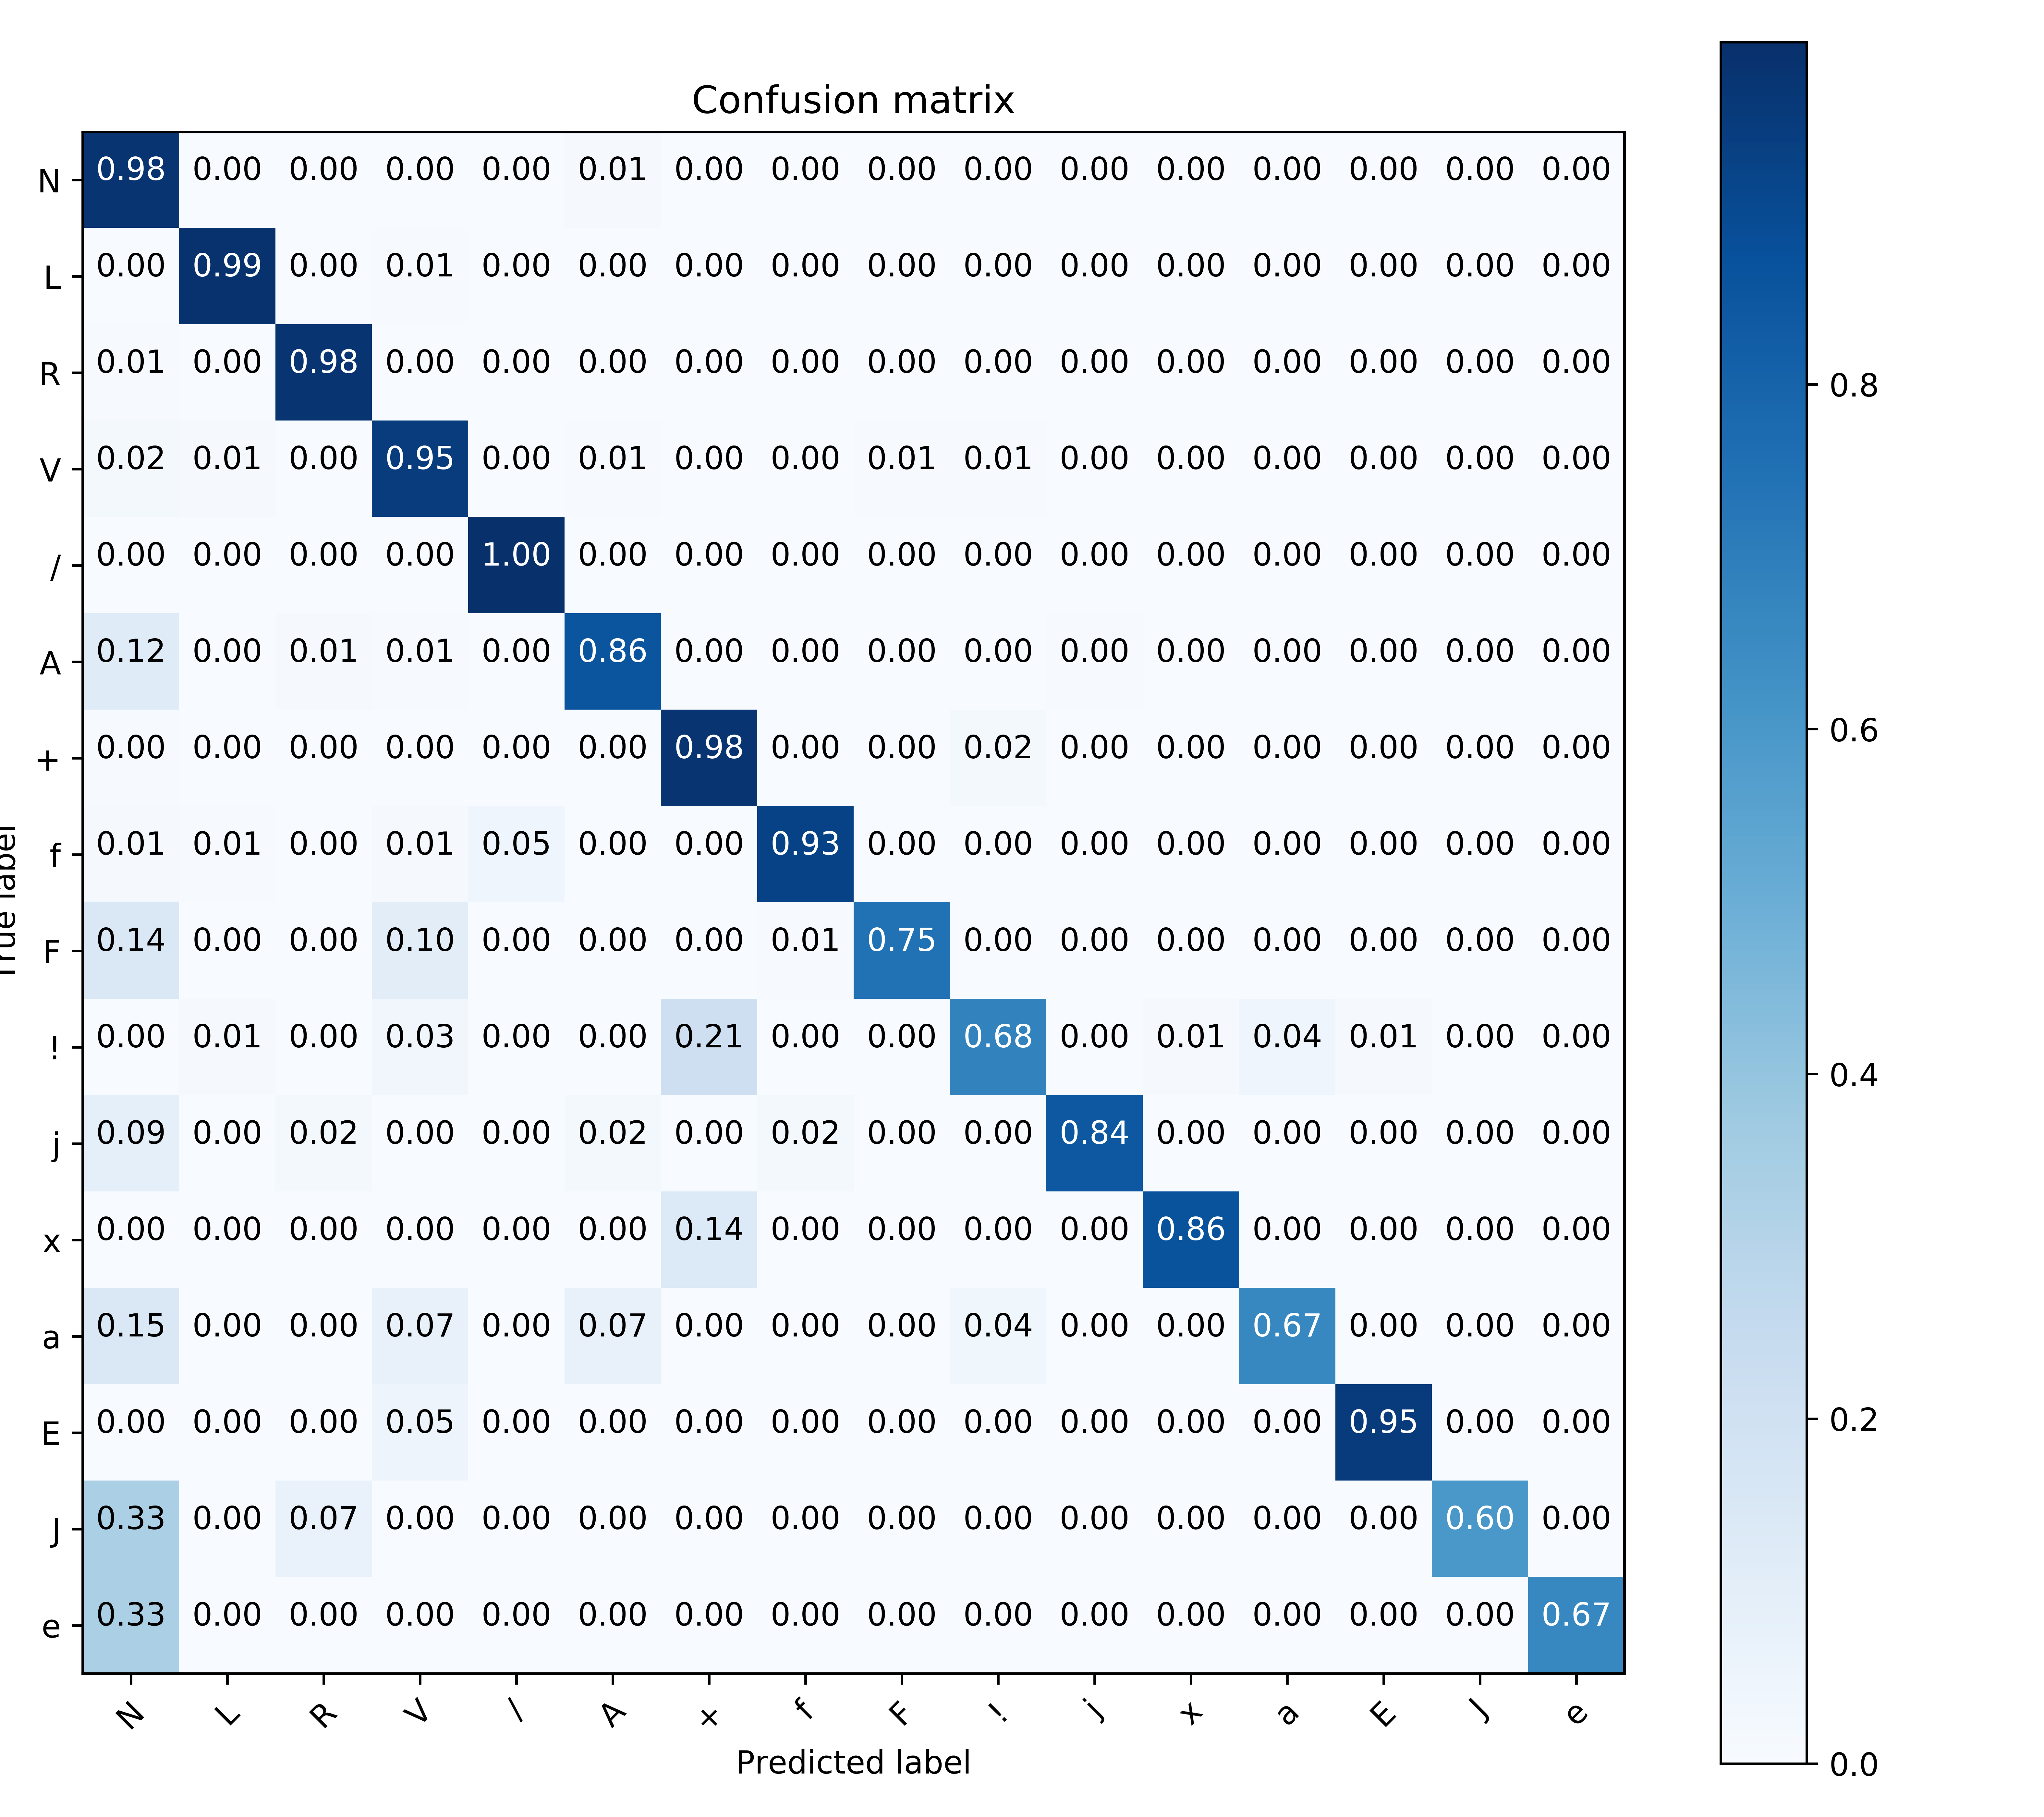 Confusion matrix
N 0.98 0.00 0.00 0.00 0.00 0.01 0.00 0.00 0.00 0.00 0.00 0.00 0.00 0.00 0.00 0.00
L 0.00 0.99 0.00 0.01 0.00 0.00 0.00 0.00 0.00 0.00 0.00 0.00 0.00 0.00 0.00 0.00
R 0.01 0.00 0.98 0.00 0.00 0.00 0.00 0.00 0.00 0.00 0.00 0.00 0.00 0.00 0.00 0.00
V 0.02 0.01 0.00 0.95 0.00 0.01 0.00 0.00 0.01 0.01 0.00 0.00 0.00 0.00 0.00 0.00
/ 0.00 0.00 0.00 0.00 1.00 0.00 0.00 0.00 0.00 0.00 0.00 0.00 0.00 0.00 0.00 0.00
A 0.12 0.00 0.01 0.01 0.00 0.86 0.00 0.00 0.00 0.00 0.00 0.00 0.00 0.00 0.00 0.00
+ 0.00 0.00 0.00 0.00 0.00 0.00 0.98 0.00 0.00 0.02 0.00 0.00 0.00 0.00 0.00 0.00
f 0.01 0.01 0.00 0.01 0.05 0.00 0.00 0.93 0.00 0.00 0.00 0.00 0.00 0.00 0.00 0.00
F 0.14 0.00 0.00 0.10 0.00 0.00 0.00 0.01 0.75 0.00 0.00 0.00 0.00 0.00 0.00 0.00
! 0.00 0.01 0.00 0.03 0.00 0.00 0.21 0.00 0.00 0.68 0.00 0.01 0.04 0.01 0.00 0.00
j 0.09 0.00 0.02 0.00 0.00 0.02 0.00 0.02 0.00 0.00 0.84 0.00 0.00 0.00 0.00 0.00
x 0.00 0.00 0.00 0.00 0.00 0.00 0.14 0.00 0.00 0.00 0.00 0.86 0.00 0.00 0.00 0.00
a 0.15 0.00 0.00 0.07 0.00 0.07 0.00 0.00 0.00 0.04 0.00 0.00 0.67 0.00 0.00 0.00
E 0.00 0.00 0.00 0.05 0.00 0.00 0.00 0.00 0.00 0.00 0.00 0.00 0.00 0.95 0.00 0.00
J 0.33 0.00 0.07 0.00 0.00 0.00 0.00 0.00 0.00 0.00 0.00 0.00 0.00 0.00 0.60 0.00
e 0.33 0.00 0.00 0.00 0.00 0.00 0.00 0.00 0.00 0.00 0.00 0.00 0.00 0.00 0.00 0.67
N L R V / A + f F ! j x a E J e
Predicted label
True label
0.8
0.6
0.4
0.2
0.0